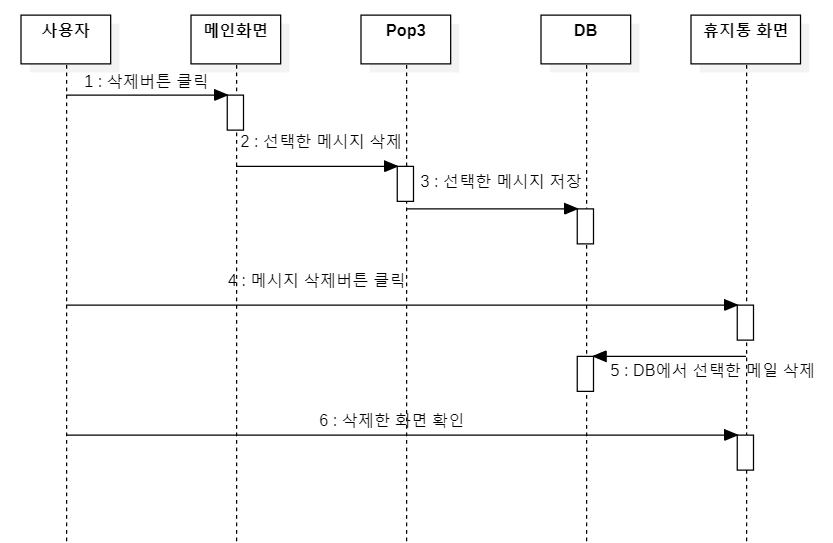 사용자
메인화면
Pop3
DB
휴지통 화면
1 : 삭제버튼 클릭
2 : 선택한 메시지 삭제
3 : 선택한 메시지 저장
4 : 메시지 삭제버튼 클릭
5 : DB에서 선택한 메일 삭제
6 : 삭제한 화면 확인